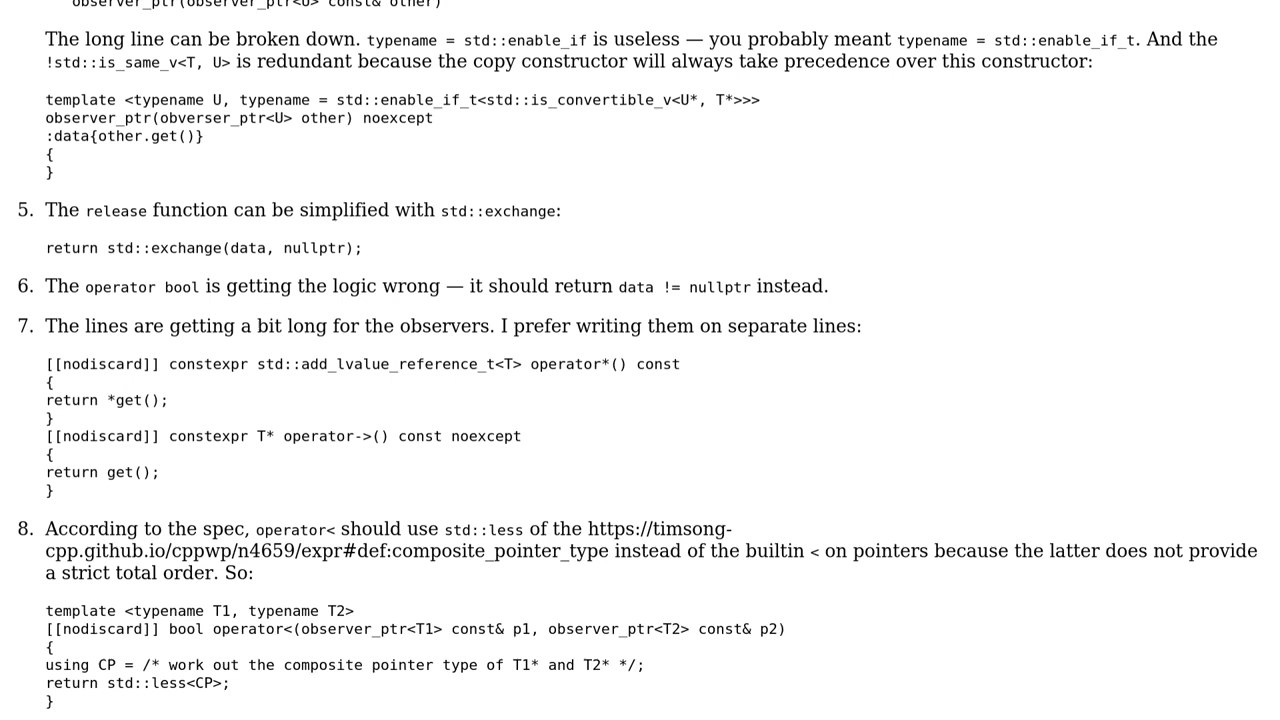 observer_ptr(observer_ptr<U> const& other)
The long line can be broken down. typename = std::enable_if is useless — you probably meant typename = std::enable_if_t. And the
!std::is_same_v<T, U> is redundant because the copy constructor will always take precedence over this constructor:
template <typename U, typename = std::enable_if_t<std::is_convertible_v<U*, T*>>>
observer_ptr(obverser_ptr<U> other) noexcept
:data{other.get()}
{
}
5. The release function can be simplified with std::exchange:
return std::exchange(data, nullptr);
6. The operator bool is getting the logic wrong — it should return data != nullptr instead.
7. The lines are getting a bit long for the observers. I prefer writing them on separate lines:
[[nodiscard]] constexpr std::add_lvalue_reference_t<T> operator*() const
{
return *get();
}
[[nodiscard]] constexpr T* operator->() const noexcept
{
return get();
}
8. According to the spec, operator< should use std::less of the https://timsong-
cpp.github.io/cppwp/n4659/expr#def:composite_pointer_type instead of the builtin < on pointers because the latter does not provide
a strict total order. So:
template <typename T1, typename T2>
[[nodiscard]] bool operator<(observer_ptr<T1> const& p1, observer_ptr<T2> const& p2)
{
using CP = /* work out the composite pointer type of T1* and T2* */;
return std::less<CP>;
}